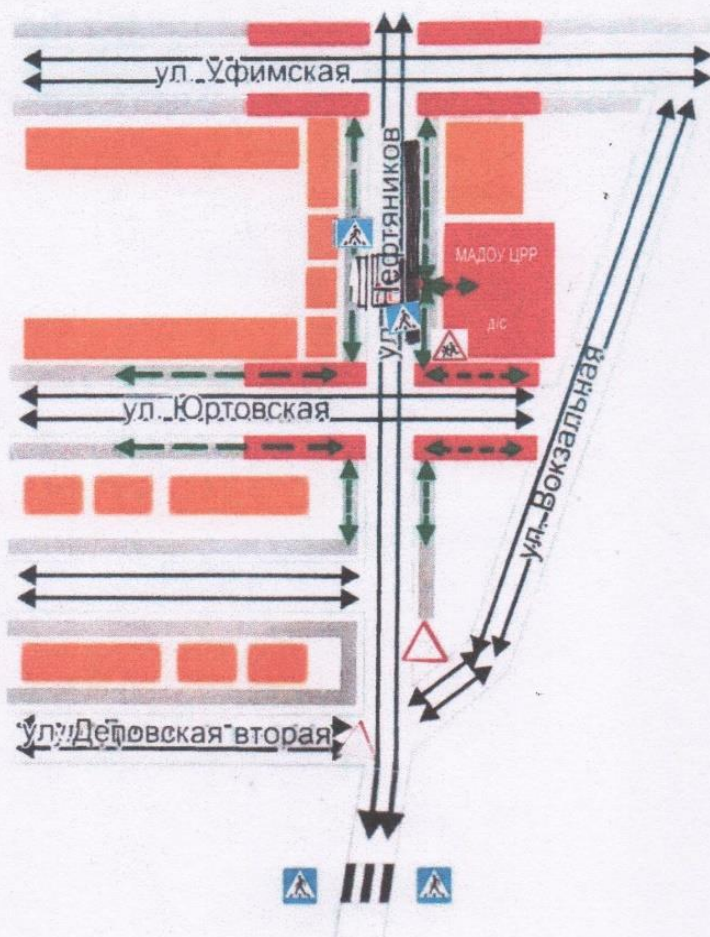 ул. Уфимская
ул. Нефтяников
МАДОУ ЦРР
Д/С
ул. Юртовская
ул. Вокзальная
ул. Деповская вторая